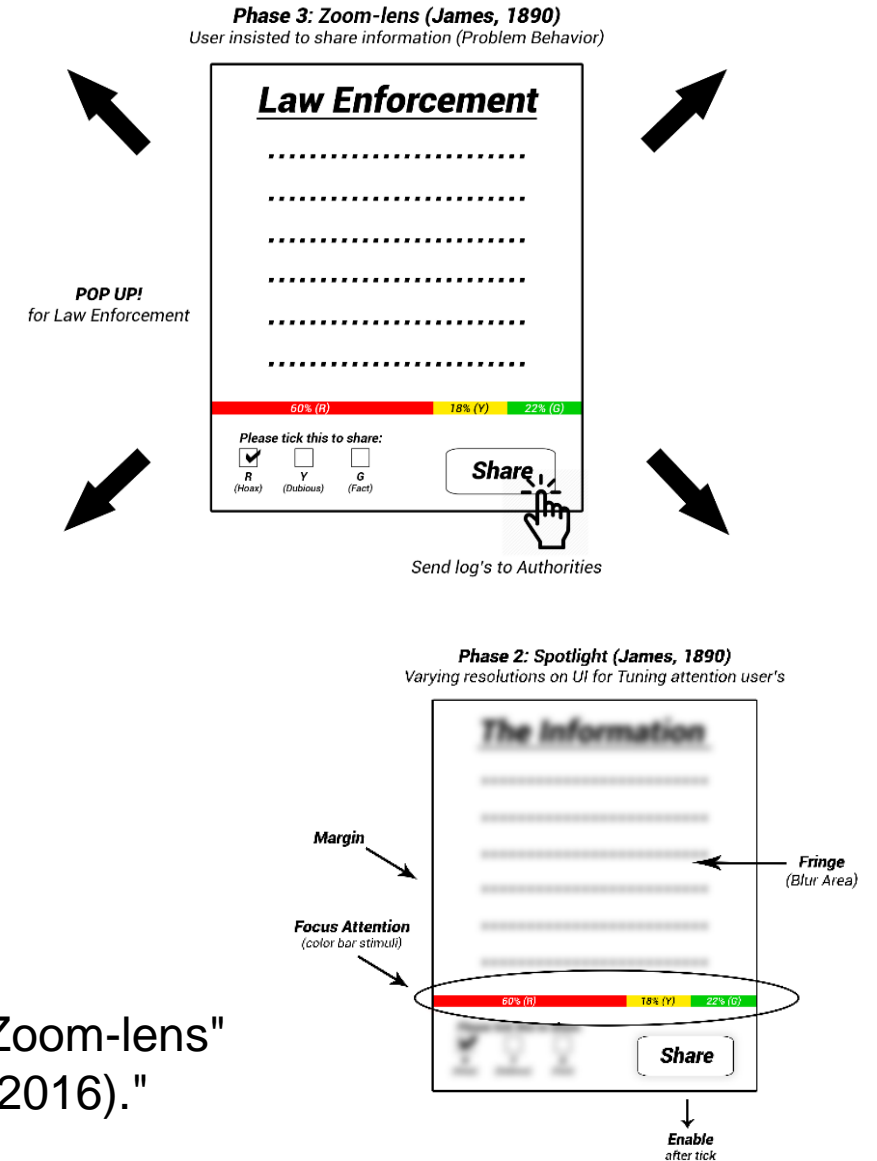 Phase 3: Zoom-lens (James, 1890)
User insisted to share information (Problem Behavior)
Law Enforcement
POP UP!
for Law Enforcement
60% (R) 18% (Y) 22% (G)
Please tick this to share:
R Y G
(Hoax) (Dubious) (Fact)
Share
Send log's to Authorities
Phase 2: Spotlight (James, 1890)
Varying resolutions on UI for Tuning attention user's
The Information
Margin
Fringe
(Blur Area)
Focus Attention
(color bar stimuli)
60% (R) 18% (Y) 22% (G)
Share
Enable
after tick
Zoom-lens"
2016)."